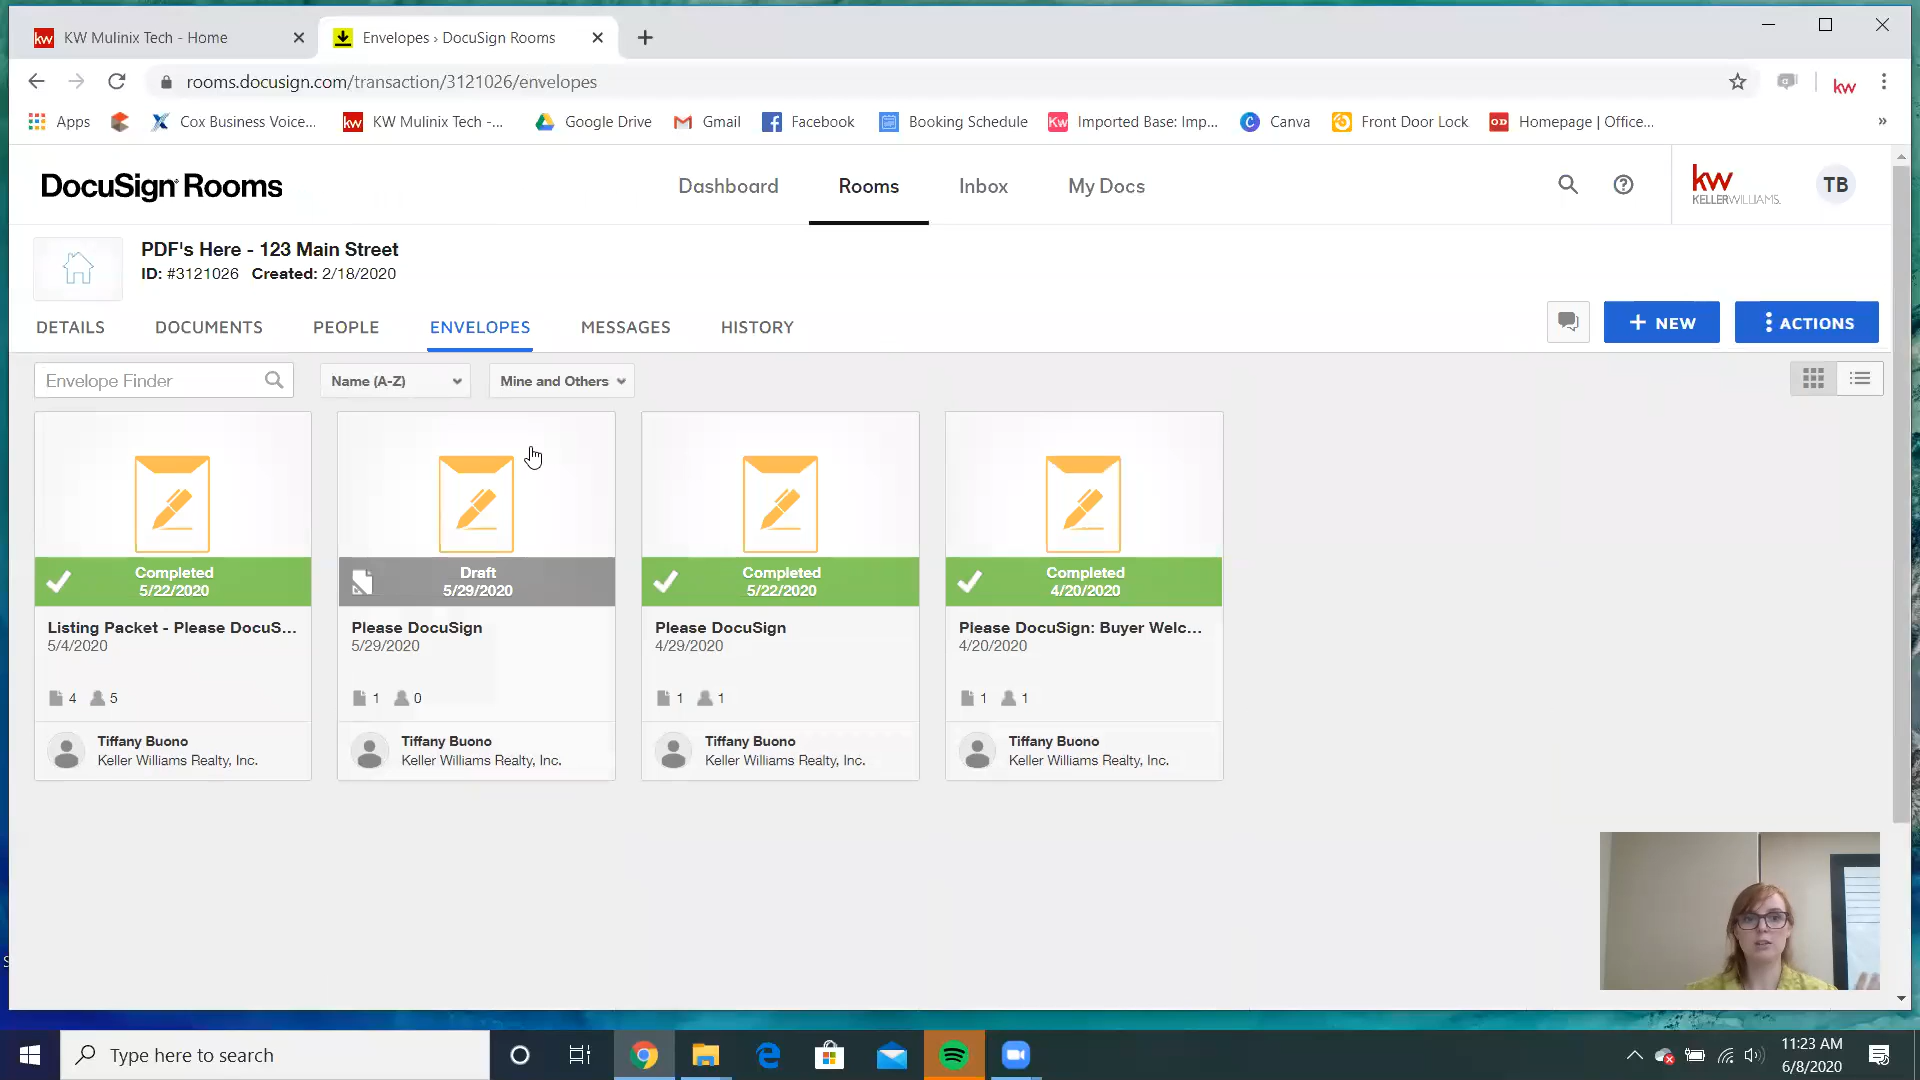 KW Mulinix Tech - Home
Envelopes › DocuSign Rooms
rooms.docusign.com/transaction/3121026/envelopes
kw
Apps
Cox Business Voice...
kw
KW Mulinix Tech -...
Google Drive
Gmail
Facebook
Booking Schedule
Kw
Imported Base: Imp...
Canva
Front Door Lock
OD
Homepage | Office...
»
DocuSign Rooms
Dashboard
Rooms
Inbox
My Docs
kw
KELLERWILLIAMS.
TB
PDF's Here - 123 Main Street
ID: #3121026 Created: 2/18/2020
DETAILS
DOCUMENTS
PEOPLE
ENVELOPES
MESSAGES
HISTORY
+ NEW
ACTIONS
Envelope Finder
Name (A-Z)
Mine and Others
Completed
5/22/2020
Listing Packet - Please DocuS...
5/4/2020
4 5
Tiffany Buono
Keller Williams Realty, Inc.
Draft
5/29/2020
Please DocuSign
5/29/2020
1 0
Tiffany Buono
Keller Williams Realty, Inc.
Completed
5/22/2020
Please DocuSign
4/29/2020
1 1
Tiffany Buono
Keller Williams Realty, Inc.
Completed
4/20/2020
Please DocuSign: Buyer Welc...
4/20/2020
1 1
Tiffany Buono
Keller Williams Realty, Inc.
Type here to search
11:23 AM
6/8/2020